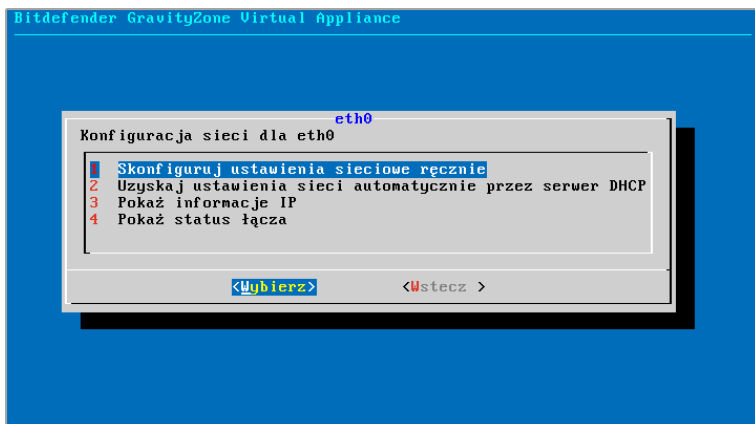 Bitdefender GravityZone Virtual Appliance
eth0
Konfiguracja sieci dla eth0
1 Skonfiguruj ustawienia sieciowe ręcznie
2 Uzyskaj ustawienia sieci automatycznie przez serwer DHCP
3 Pokaż informacje IP
4 Pokaż status łącza
<Wybierz> <Wstecz >